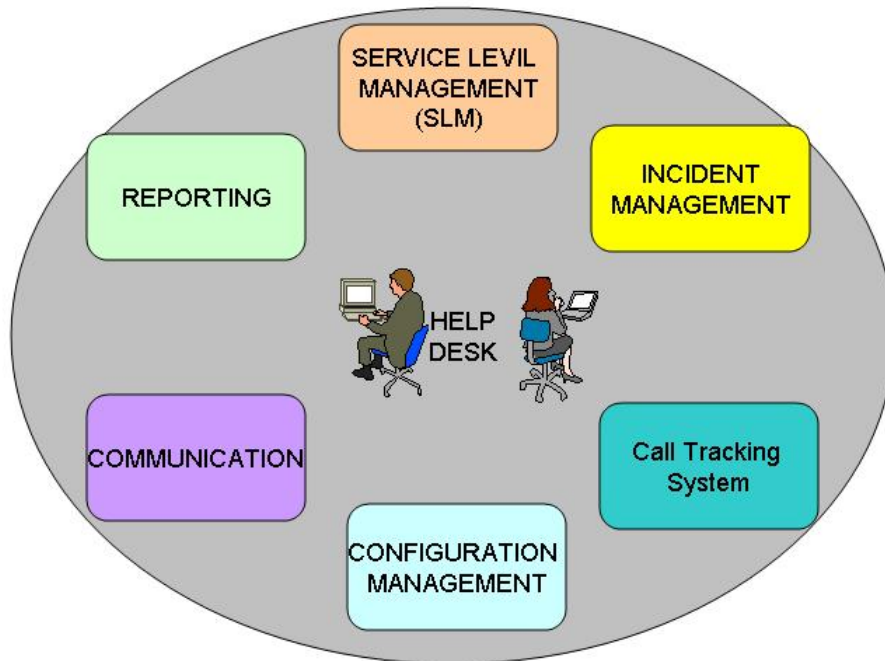 SERVICE LEVIL
MANAGEMENT
(SLM)
REPORTING
INCIDENT
MANAGEMENT
HELP
DESK
COMMUNICATION
Call Tracking
System
CONFIGURATION
MANAGEMENT